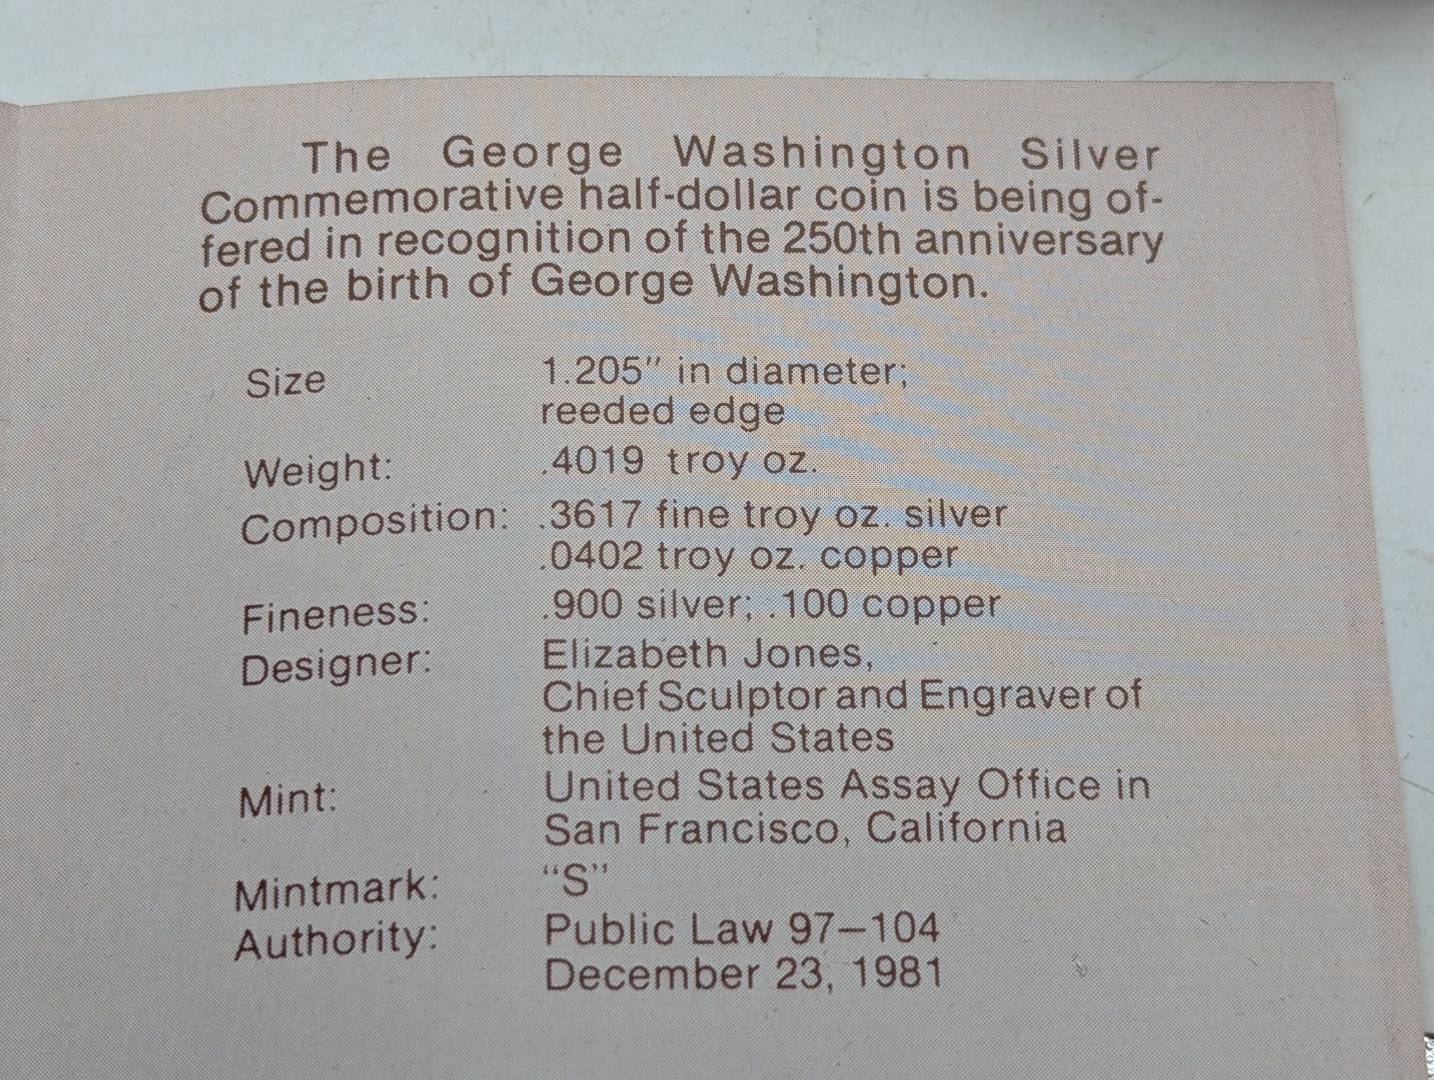 The George Washington Silver
Commemorative half-dollar coin is being of-
fered in recognition of the 250th anniversary
of the birth of George Washington.
Size 1.205" in diameter;
reeded edge
Weight: .4019 troy oz.
Composition: .3617 fine troy oz. silver
.0402 troy oz. copper
Fineness: .900 silver; .100 copper
Designer: Elizabeth Jones,
Chief Sculptor and Engraver of
the United States
Mint: United States Assay Office in
San Francisco, California
Mintmark: “S”
Authority: Public Law 97—104
December 23, 1981